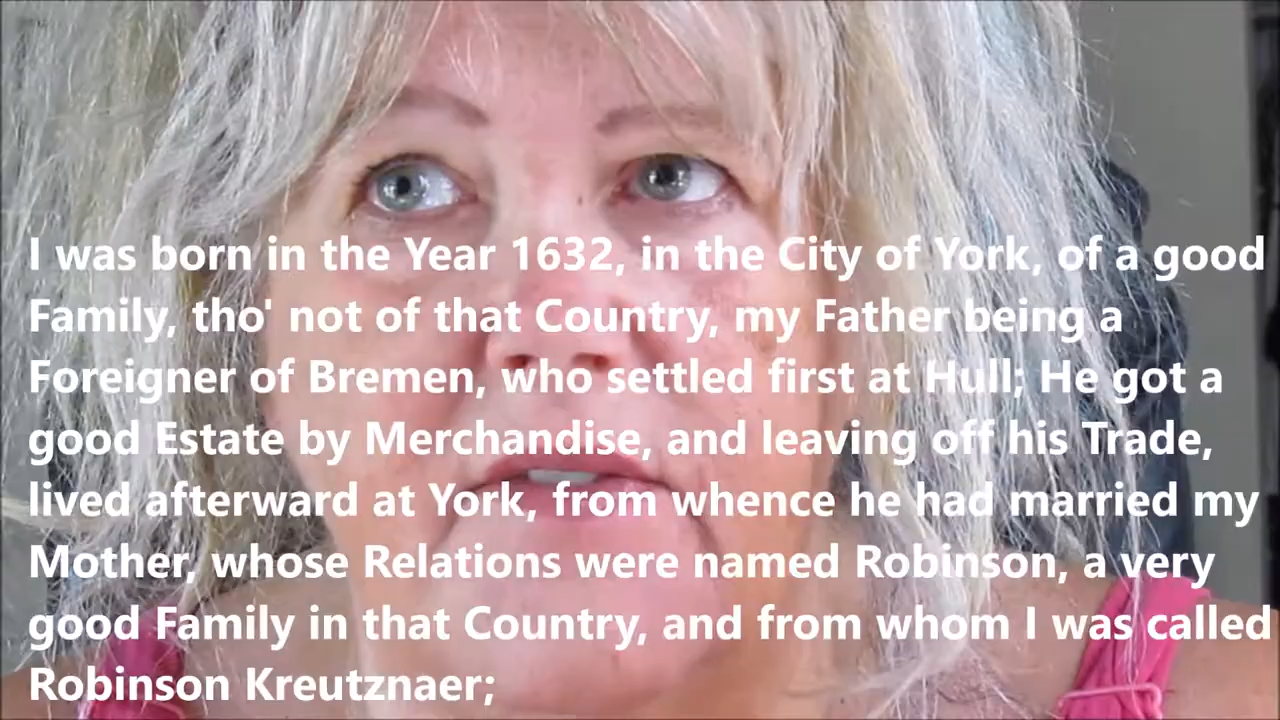 I was born in the Year 1632, in the City of York, of a good
Family, tho' not of that Country, my Father being a
Foreigner of Bremen, who settled first at Hull; He got a
good Estate by Merchandise, and leaving off his Trade,
lived afterward at York, from whence he had married my
Mother, whose Relations were named Robinson, a very
good Family in that Country, and from whom I was called
Robinson Kreutznaer;